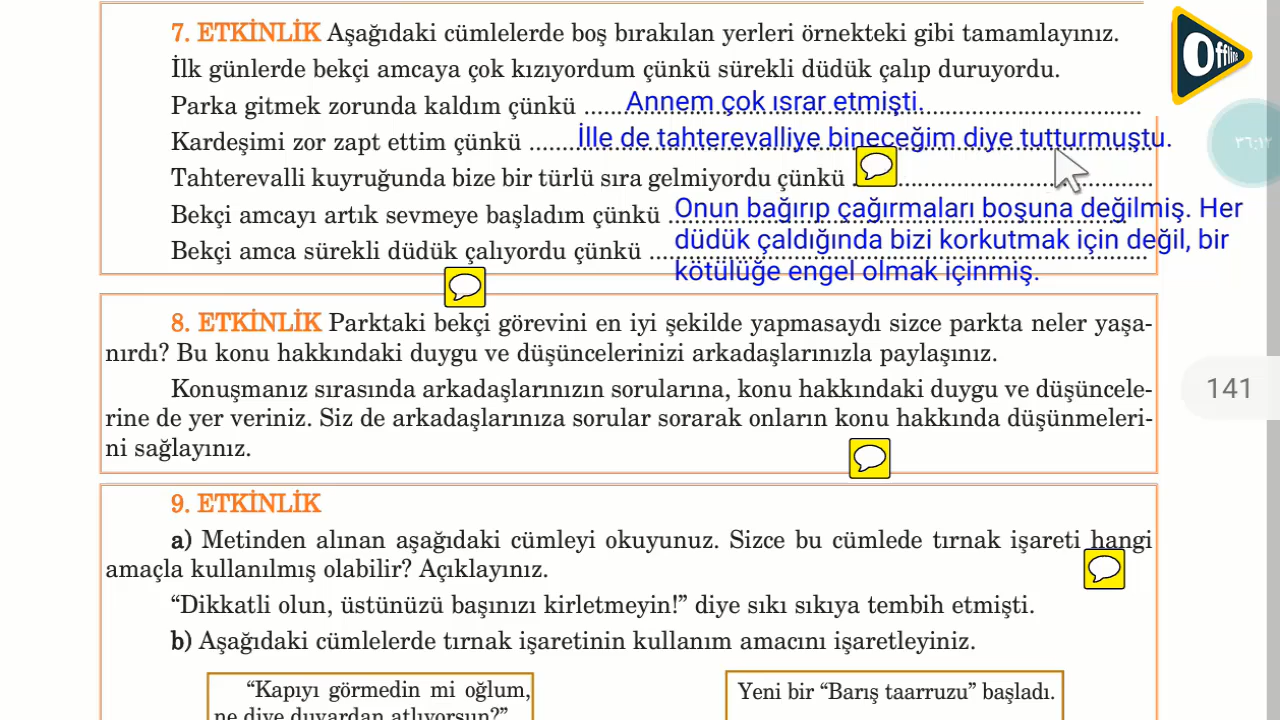 7. ETKİNLİK Aşağıdaki cümlelerde boş bırakılan yerleri örnekteki gibi tamamlayınız.
İlk günlerde bekçi amcaya çok kızıyordum çünkü sürekli düdük çalıp duruyordu.
Parka gitmek zorunda kaldım çünkü ..... Annem çok ısrar etmişti.
Kardeşimi zor zapt ettim çünkü ..... İlle de tahterevalliye bineceğim diye tutturmuştu.
Tahterevalli kuyruğunda bize bir türlü sıra gelmiyordu çünkü .....
Bekçi amcayı artık sevmeye başladım çünkü ..... Onun bağırıp çağırmaları boşuna değilmiş. Her
düdük çaldığında bizi korkutmak için değil, bir
Bekçi amca sürekli düdük çalıyordu çünkü .....
kötülüğe engel olmak içinmiş.
8. ETKİNLİK Parktaki bekçi görevini en iyi şekilde yapmasaydı sizce parkta neler yaşa-
nırdı? Bu konu hakkındaki duygu ve düşüncelerinizi arkadaşlarınızla paylaşınız.
Konuşmanız sırasında arkadaşlarınızın sorularına, konu hakkındaki duygu ve düşüncele-
rine de yer veriniz. Siz de arkadaşlarınıza sorular sorarak onların konu hakkında düşünmeleri-
ni sağlayınız.
9. ETKİNLİK
a) Metinden alınan aşağıdaki cümleyi okuyunuz. Sizce bu cümlede tırnak işareti hangi
amaçla kullanılmış olabilir? Açıklayınız.
“Dikkatli olun, üstünüzü başınızı kirletmeyin!” diye sıkı sıkıya tembih etmişti.
b) Aşağıdaki cümlelerde tırnak işaretinin kullanım amacını işaretleyiniz.
“Kapıyı görmedin mi oğlum,
ne diye duvardan atlıyorsun?”
Yeni bir “Barış taarruzu” başladı.
Offline
٣٦:١٢
141